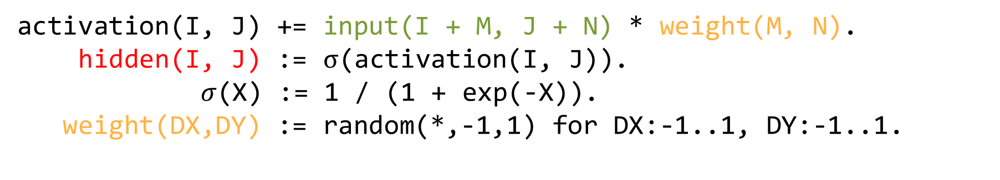 activation(I, J) += input(I + M, J + N) * weight(M, N).
hidden(I, J) := σ(activation(I, J)).
σ(X) := 1 / (1 + exp(-X)).
weight(DX,DY) := random(*,-1,1) for DX:-1..1, DY:-1..1.